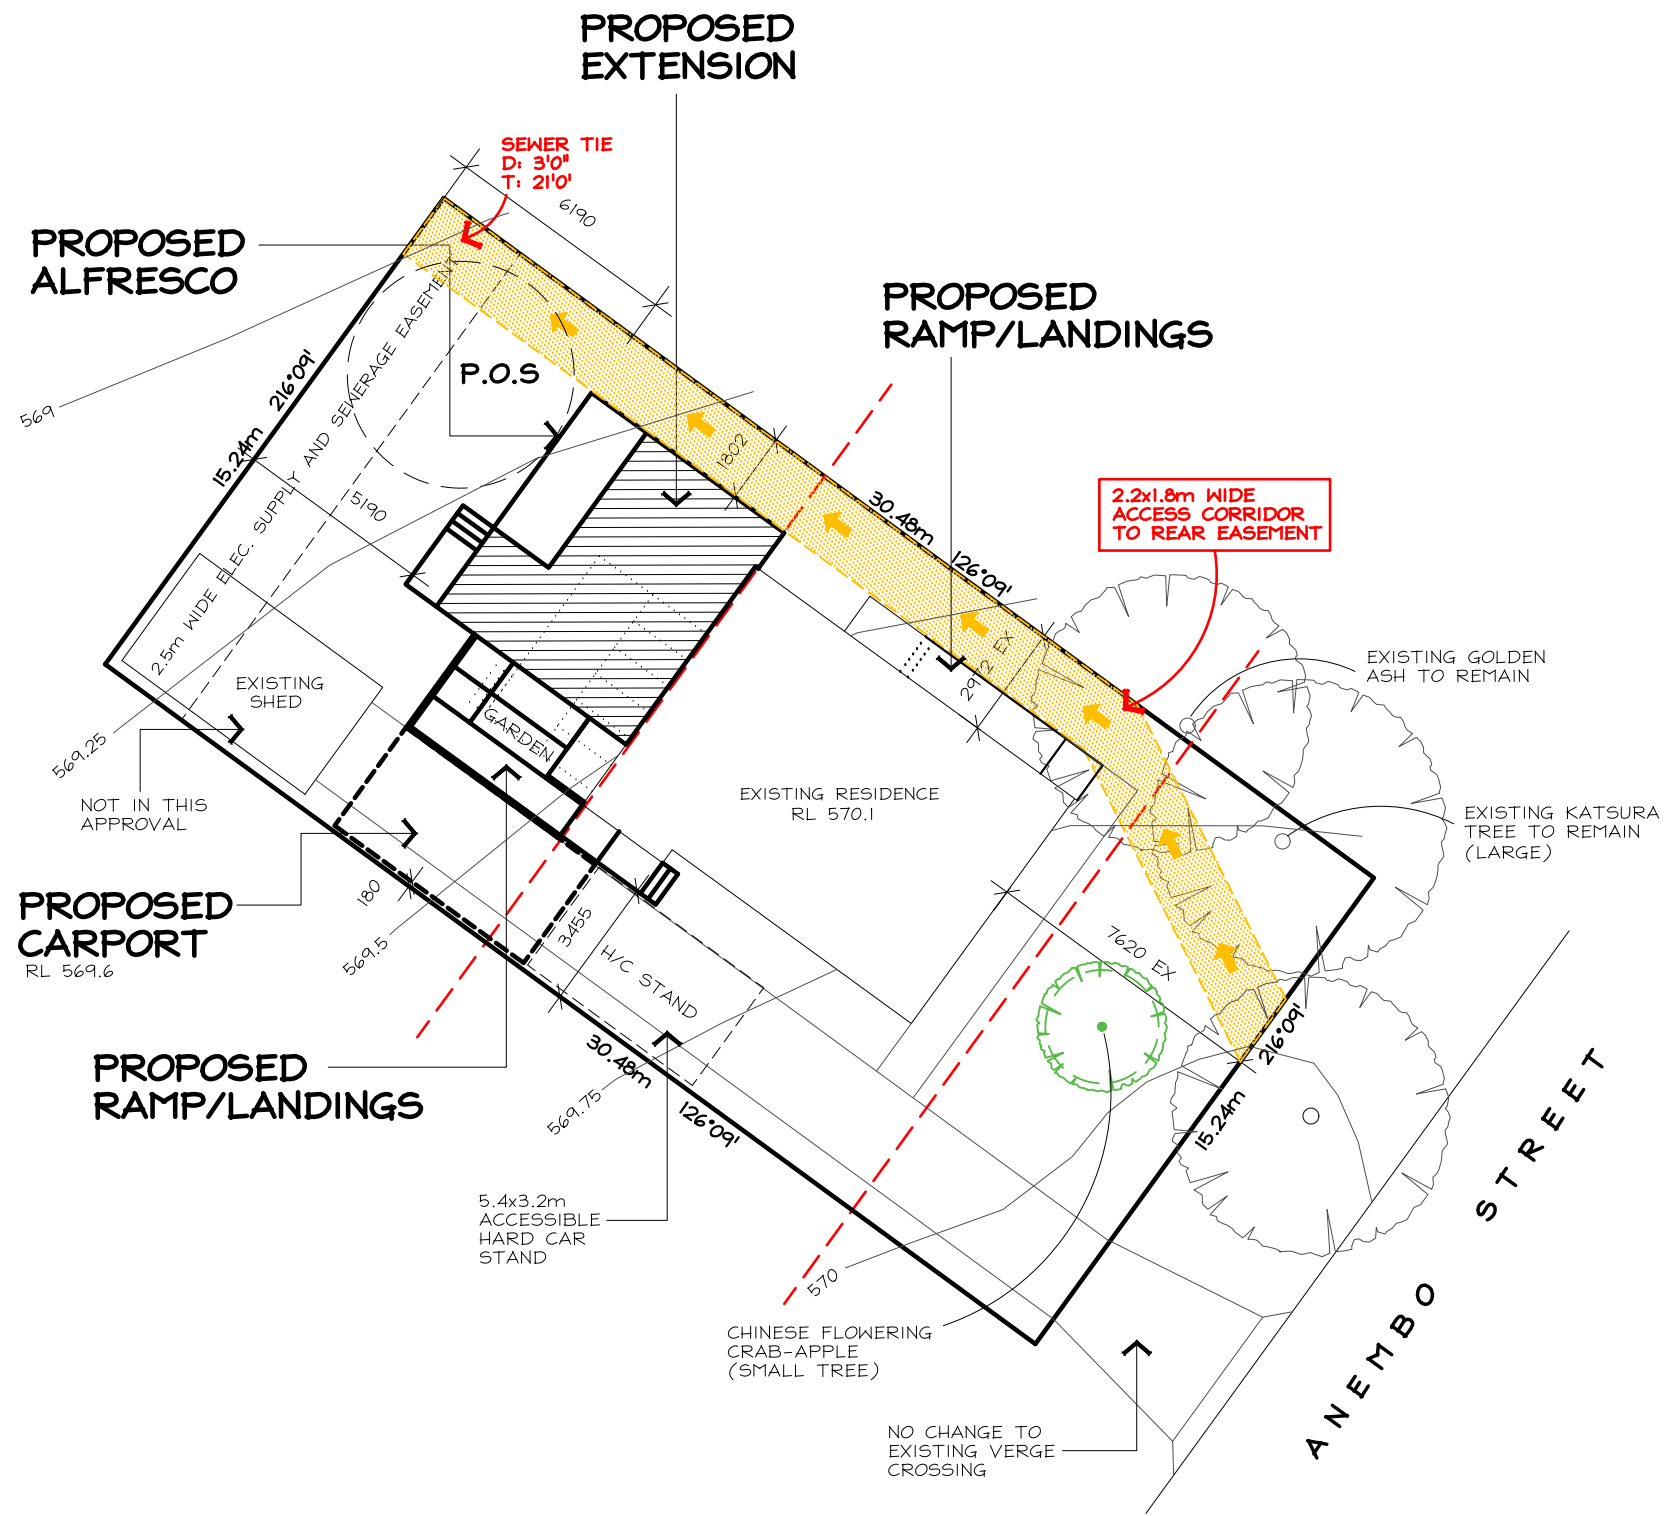 PROPOSED
EXTENSION
SEWER TIE
D: 3'0"
T: 21'0'
6190
PROPOSED
ALFRESCO
PROPOSED
RAMP/LANDINGS
569
216°09'
15.24m
2.5m WIDE ELEC. SUPPLY AND SEWERAGE EASEMENT
P.O.S
5190
1802
30.48m
126°09'
2.2x1.8m WIDE
ACCESS CORRIDOR
TO REAR EASEMENT
EXISTING GOLDEN
ASH TO REMAIN
EXISTING
SHED
GARDEN
569.25
NOT IN THIS
APPROVAL
EXISTING RESIDENCE
RL 570.1
EXISTING KATSURA
TREE TO REMAIN
(LARGE)
PROPOSED
CARPORT
RL 569.6
180
569.5
3455
H/C STAND
7620 EX
PROPOSED
RAMP/LANDINGS
30.48m
126°09'
569.75
216°09'
15.24m
5.4x3.2m
ACCESSIBLE
HARD CAR
STAND
570
CHINESE FLOWERING
CRAB-APPLE
(SMALL TREE)
NO CHANGE TO
EXISTING VERGE
CROSSING
ANEMBO STREET